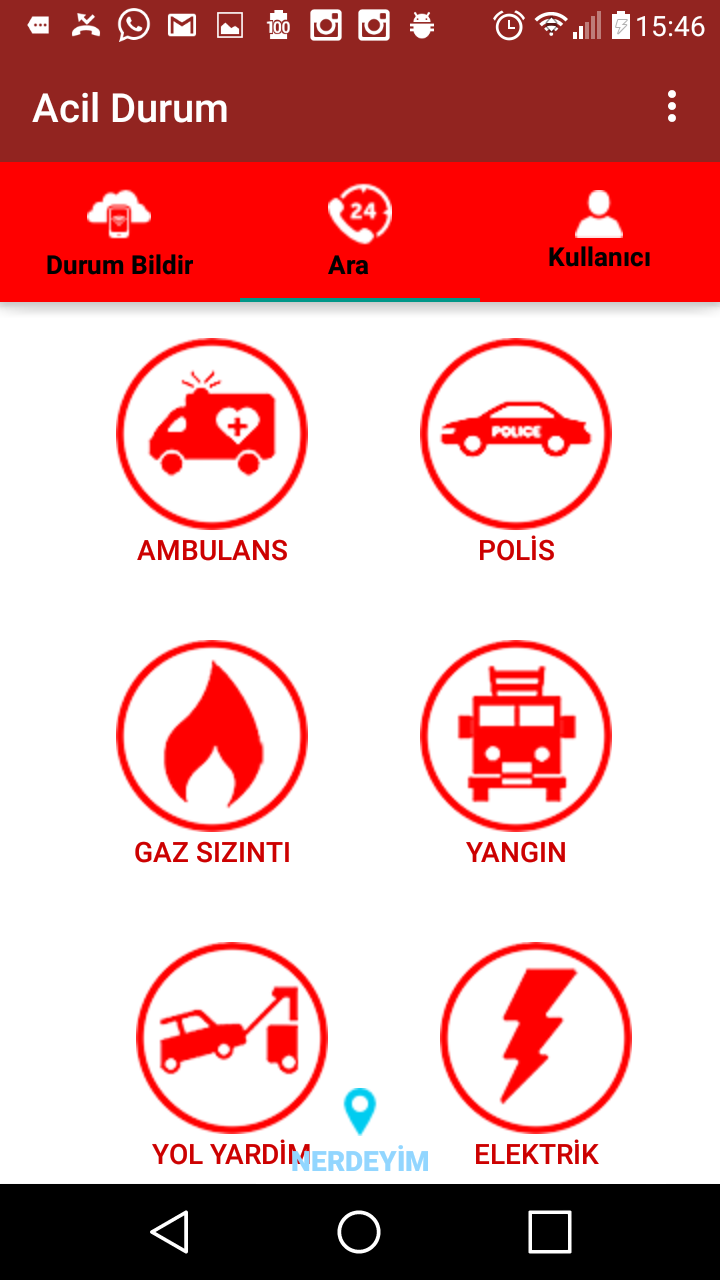 100
15:46
Acil Durum
24
Durum Bildir
Ara
Kullanıcı
POLICE
AMBULANS
POLİS
GAZ SIZINTI
YANGIN
YOL YARDİM
NERDEYİM
ELEKTRİK